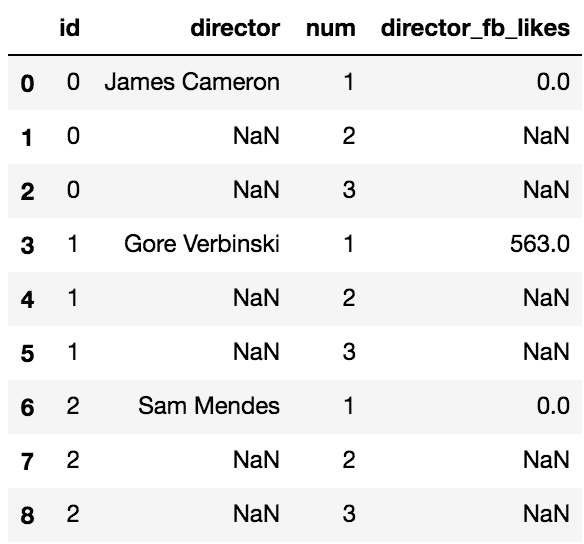 id director num director_fb_likes
0 0 James Cameron 1 0.0
1 0 NaN 2 NaN
2 0 NaN 3 NaN
3 1 Gore Verbinski 1 563.0
4 1 NaN 2 NaN
5 1 NaN 3 NaN
6 2 Sam Mendes 1 0.0
7 2 NaN 2 NaN
8 2 NaN 3 NaN